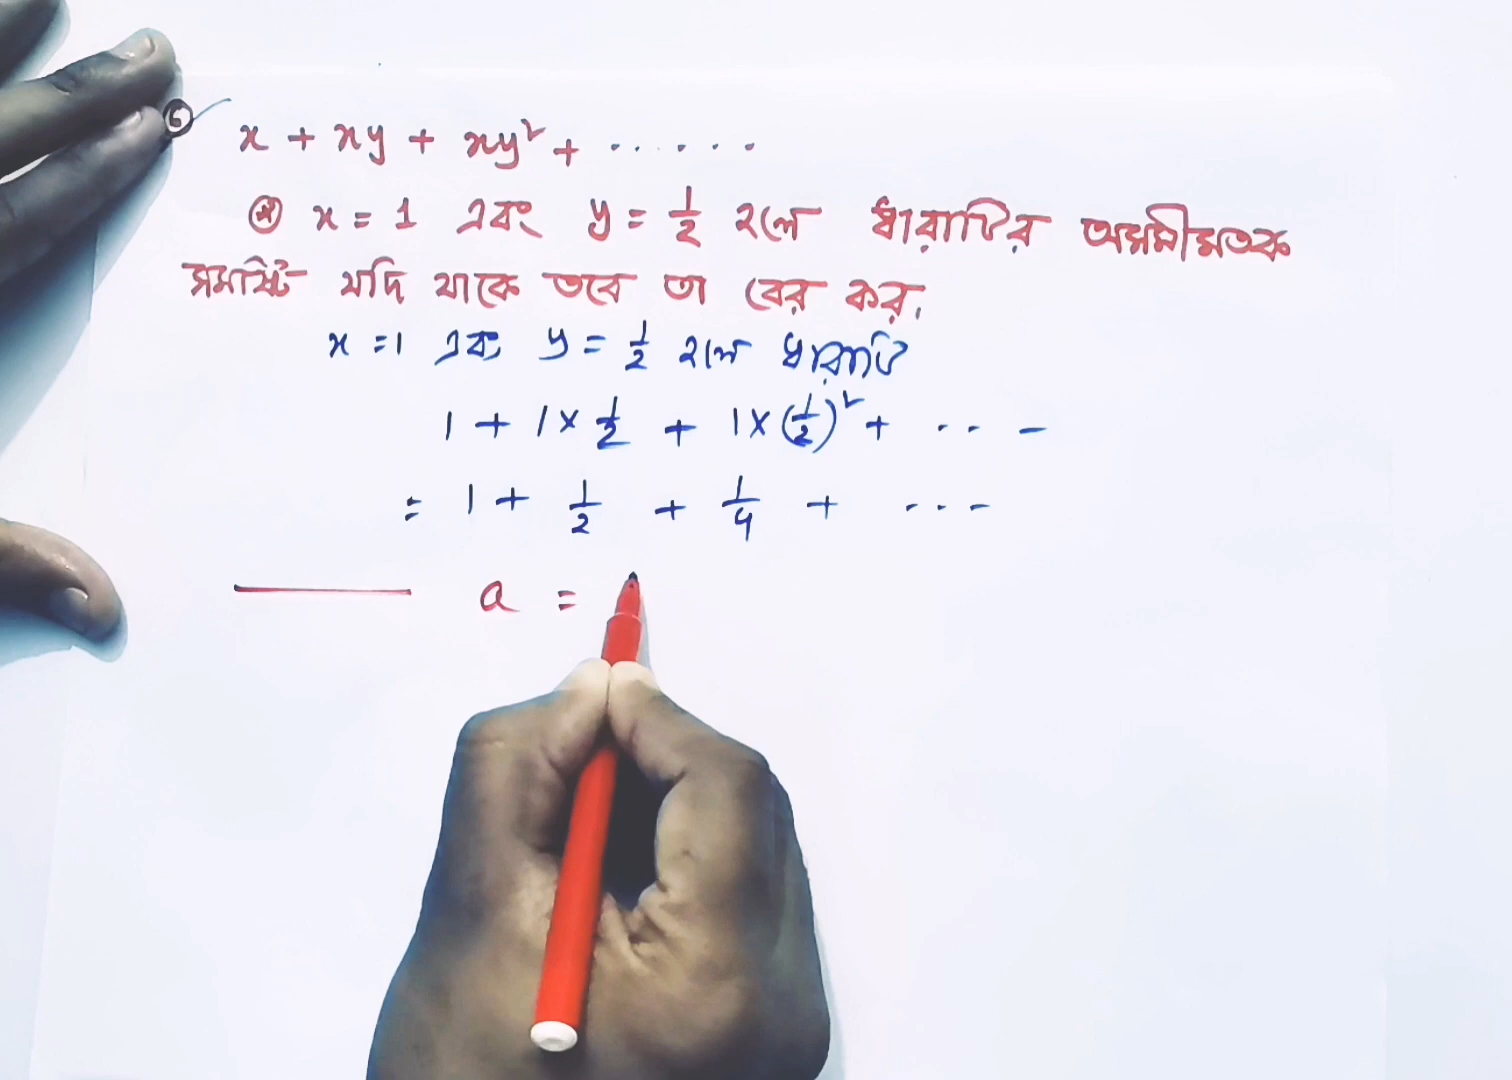 ৩ x + xy + xy² + ......
* x = 1 এবং y = 1/2 হলে ধারাটির অসীমতক
সমষ্টি যদি থাকে তবে তা বের কর।
x = 1 এবং y = 1/2 হলে ধারাটি
1 + 1 × 1/2 + 1 × (1/2)² + ...
= 1 + 1/2 + 1/4 + ...
a =